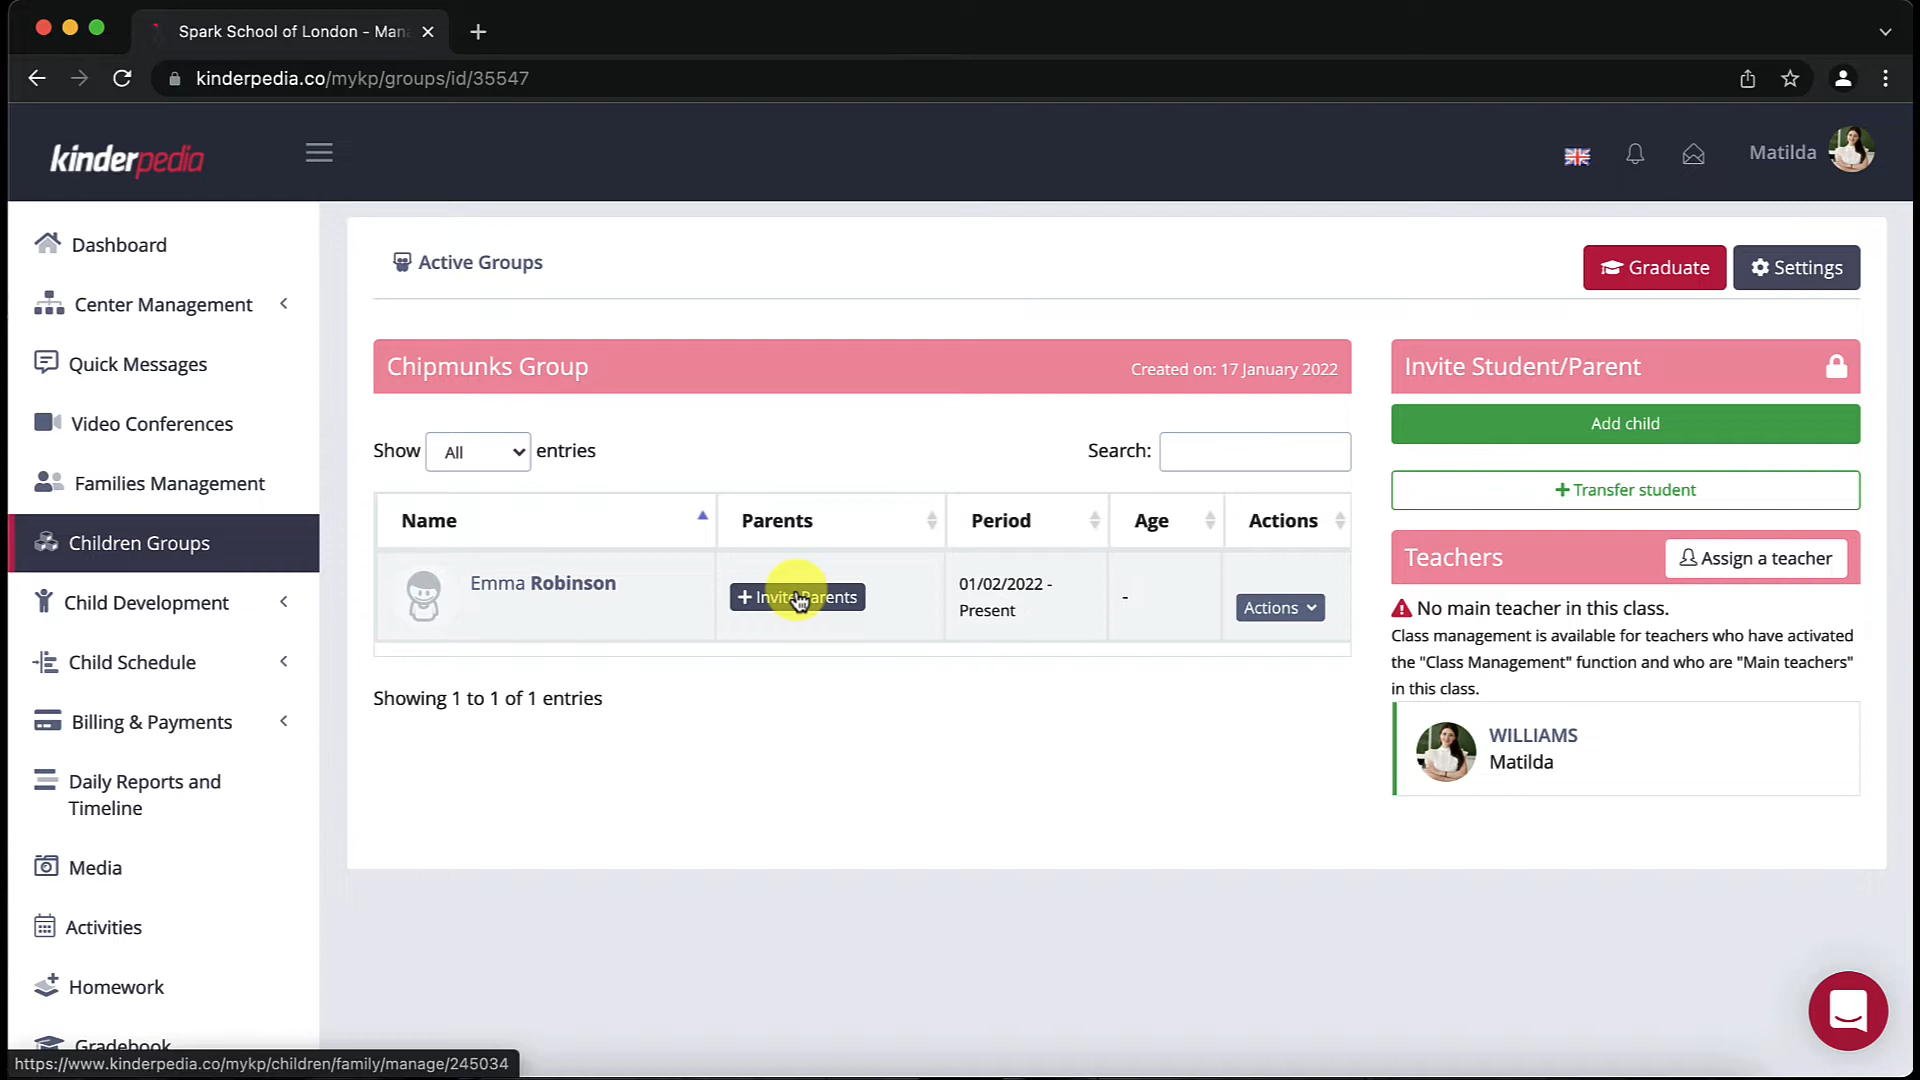 Spark School of London - Man
kinderpedia.co/mykp/groups/id/35547
kinderpedia
Matilda
Dashboard
Center Management
Quick Messages
Video Conferences
Families Management
Children Groups
Child Development
Child Schedule
Billing & Payments
Daily Reports and
Timeline
Media
Activities
Homework
Gradebook
Active Groups
Graduate
Settings
Chipmunks Group
Created on: 17 January 2022
Show All entries
Search:
Name Parents Period Age Actions
Emma Robinson
+ Invite Parents
01/02/2022 -
Present
-
Actions
Showing 1 to 1 of 1 entries
Invite Student/Parent
Add child
+ Transfer student
Teachers
Assign a teacher
No main teacher in this class.
Class management is available for teachers who have activated
the "Class Management" function and who are "Main teachers"
in this class.
WILLIAMS
Matilda
https://www.kinderpedia.co/mykp/children/family/manage/245034